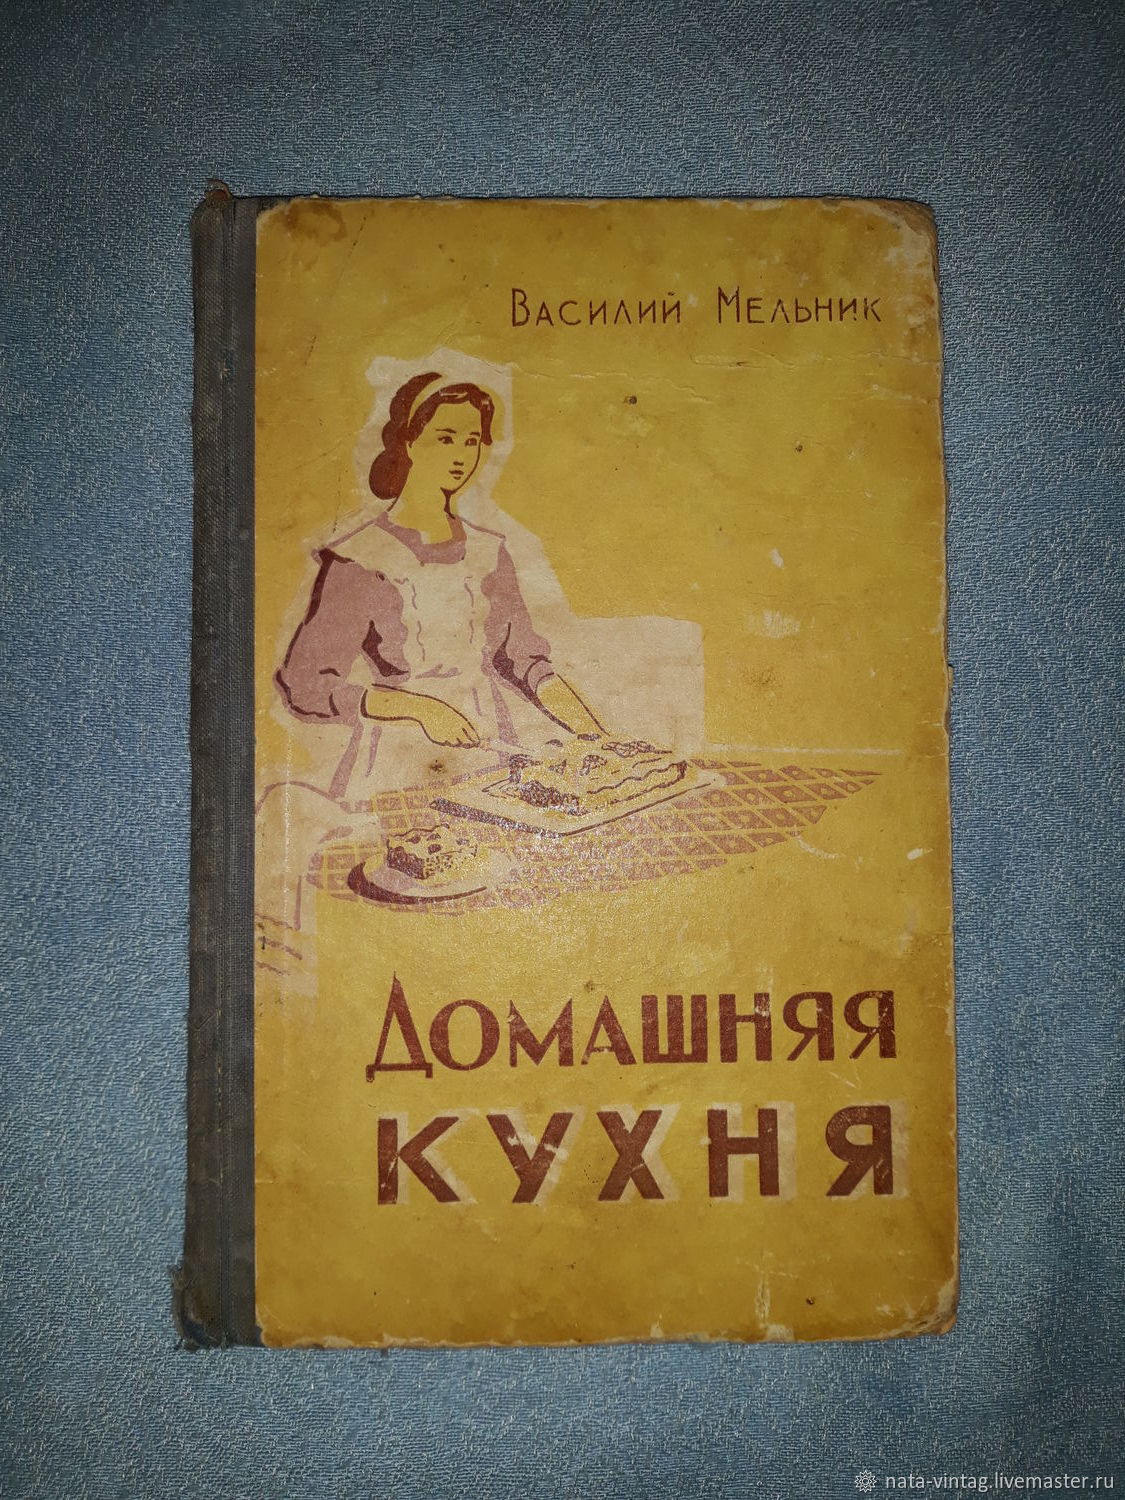 Василий Мельник
Домашняя
кухня
nata-vintag.livemaster.ru